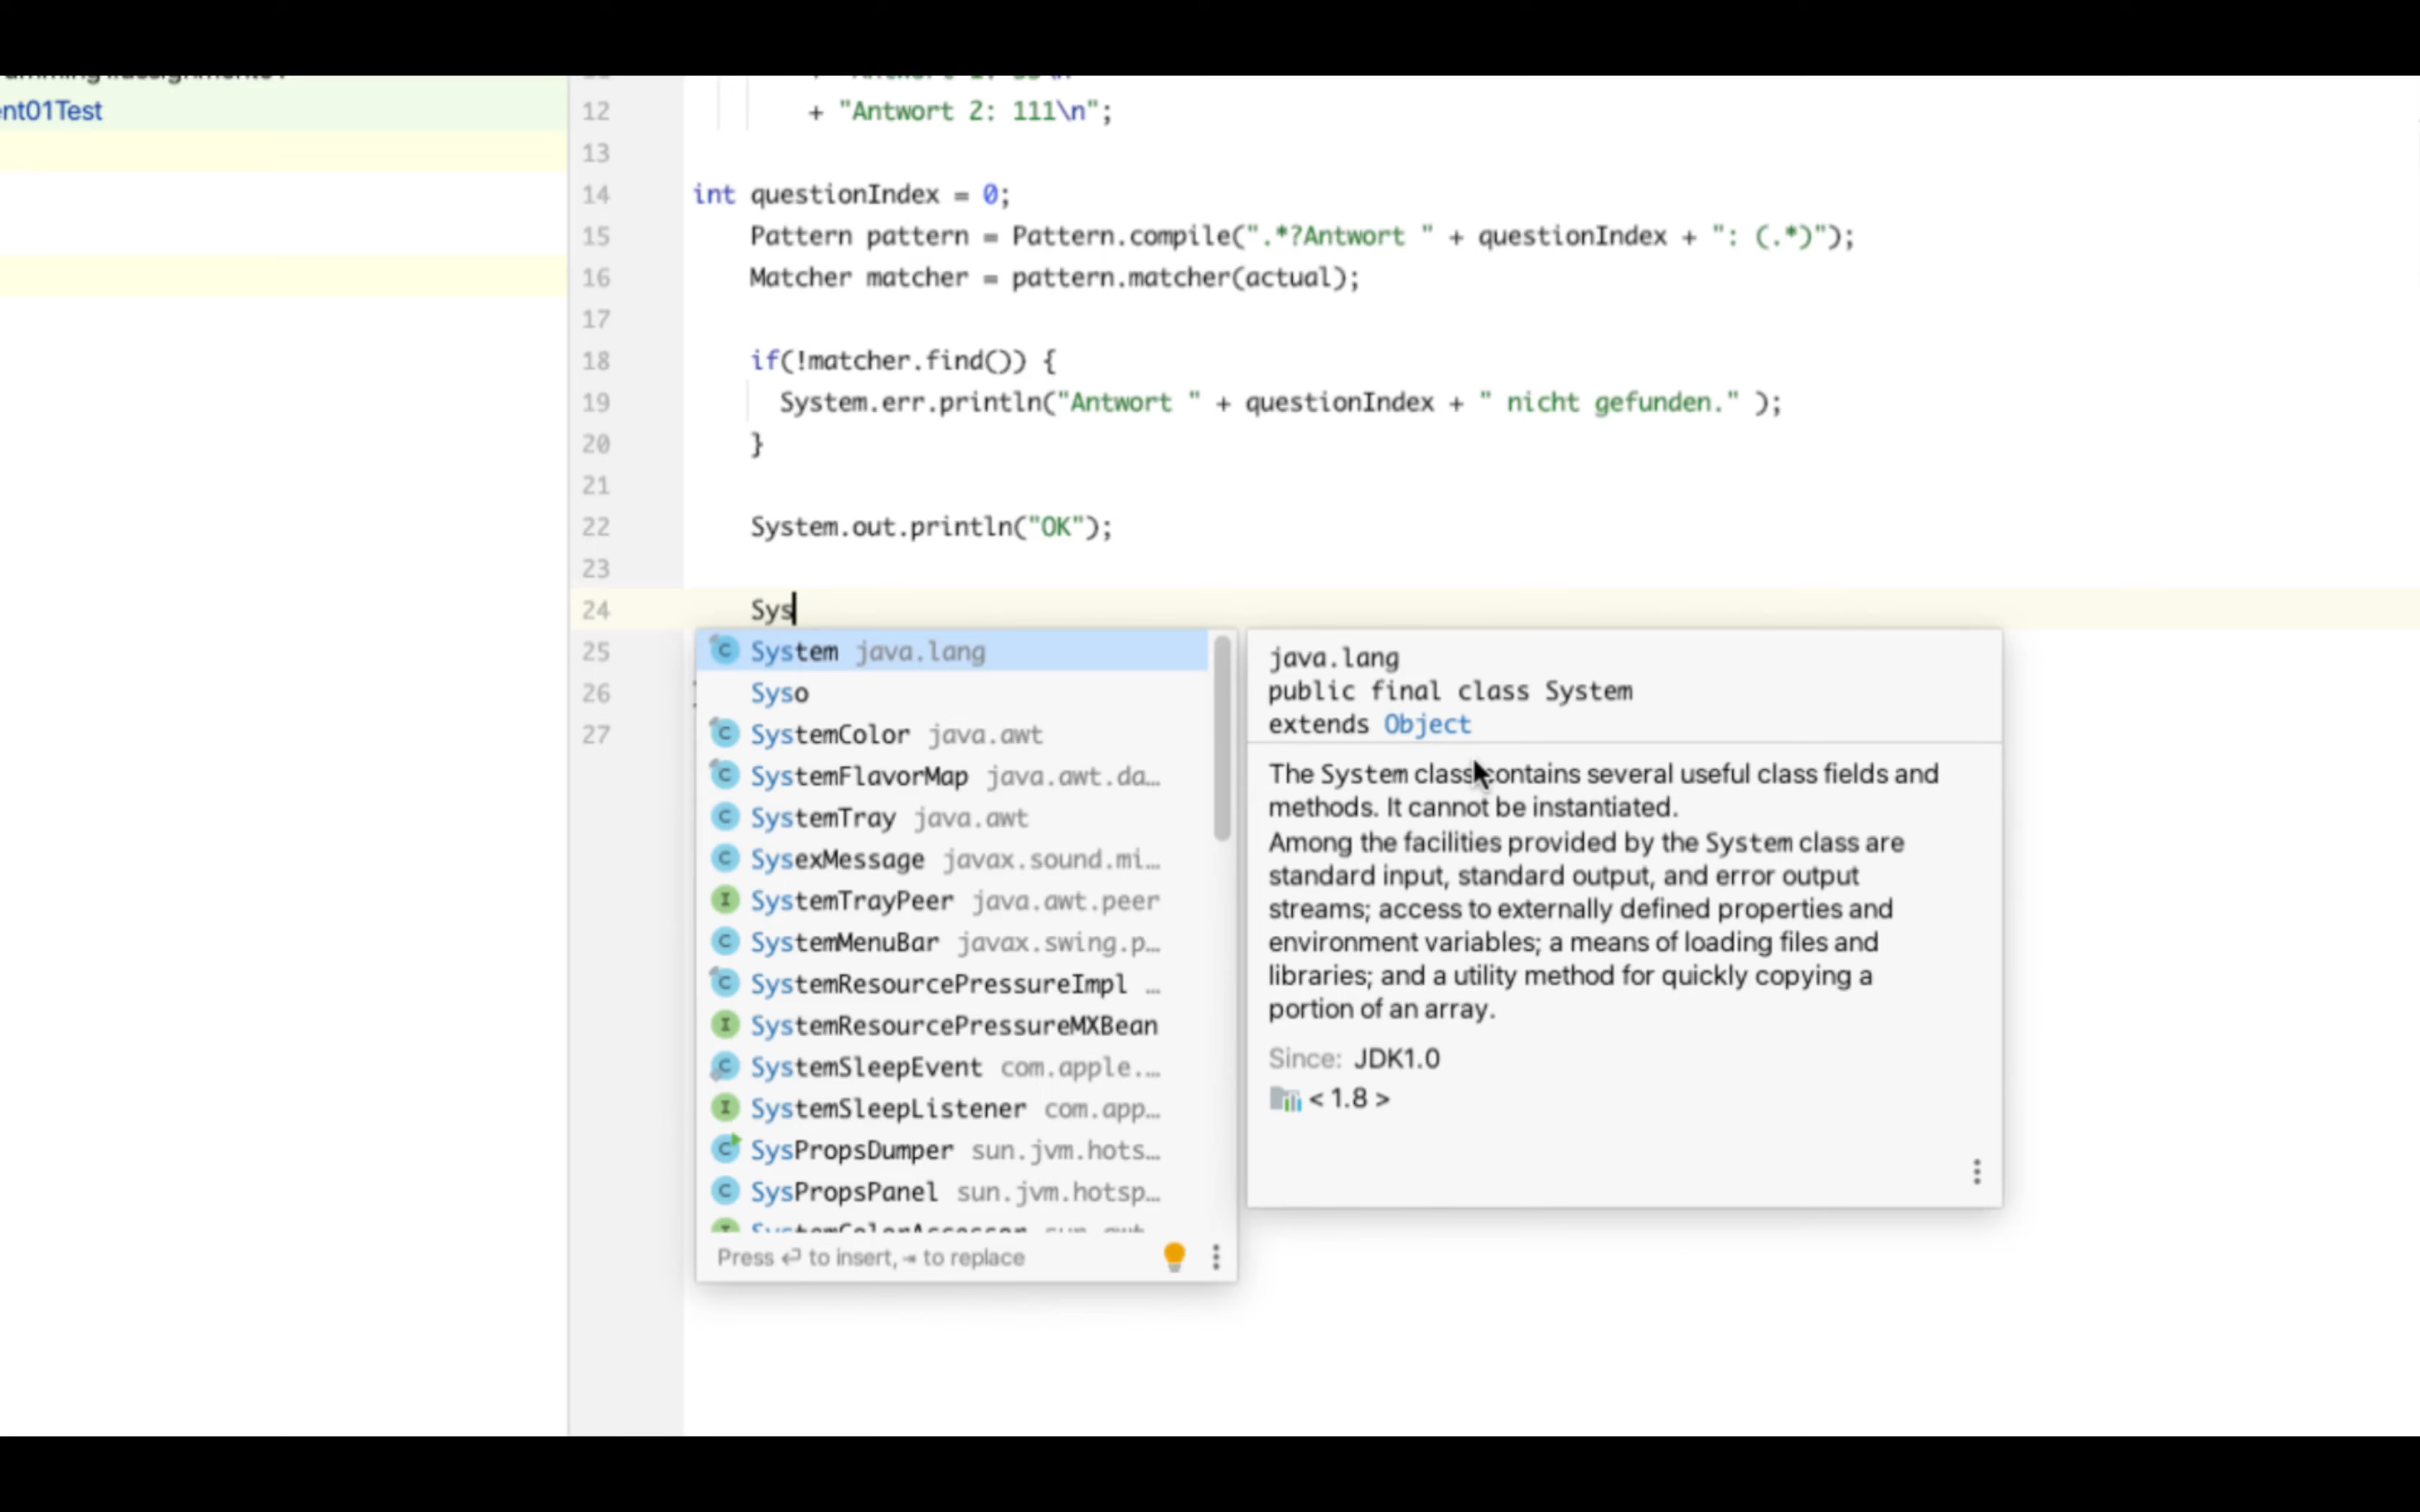 ent01Test
12 + "Antwort 2: 111\n";
13
14 int questionIndex = 0;
15 Pattern pattern = Pattern.compile(".*?Antwort " + questionIndex + ": (.*)");
16 Matcher matcher = pattern.matcher(actual);
17
18 if(!matcher.find()) {
19 System.err.println("Antwort " + questionIndex + " nicht gefunden." );
20 }
21
22 System.out.println("OK");
23
24 Sys
25
26
27
System java.lang
Syso
SystemColor java.awt
SystemFlavorMap java.awt.da…
SystemTray java.awt
SysexMessage javax.sound.mi…
SystemTrayPeer java.awt.peer
SystemMenuBar javax.swing.p…
SystemResourcePressureImpl …
SystemResourcePressureMXBean
SystemSleepEvent com.apple.…
SystemSleepListener com.app…
SysPropsDumper sun.jvm.hots…
SysPropsPanel sun.jvm.hotsp…
Press ⏎ to insert, ⇥ to replace
java.lang
public final class System
extends Object
The System class contains several useful class fields and
methods. It cannot be instantiated.
Among the facilities provided by the System class are
standard input, standard output, and error output
streams; access to externally defined properties and
environment variables; a means of loading files and
libraries; and a utility method for quickly copying a
portion of an array.
Since: JDK1.0
< 1.8 >